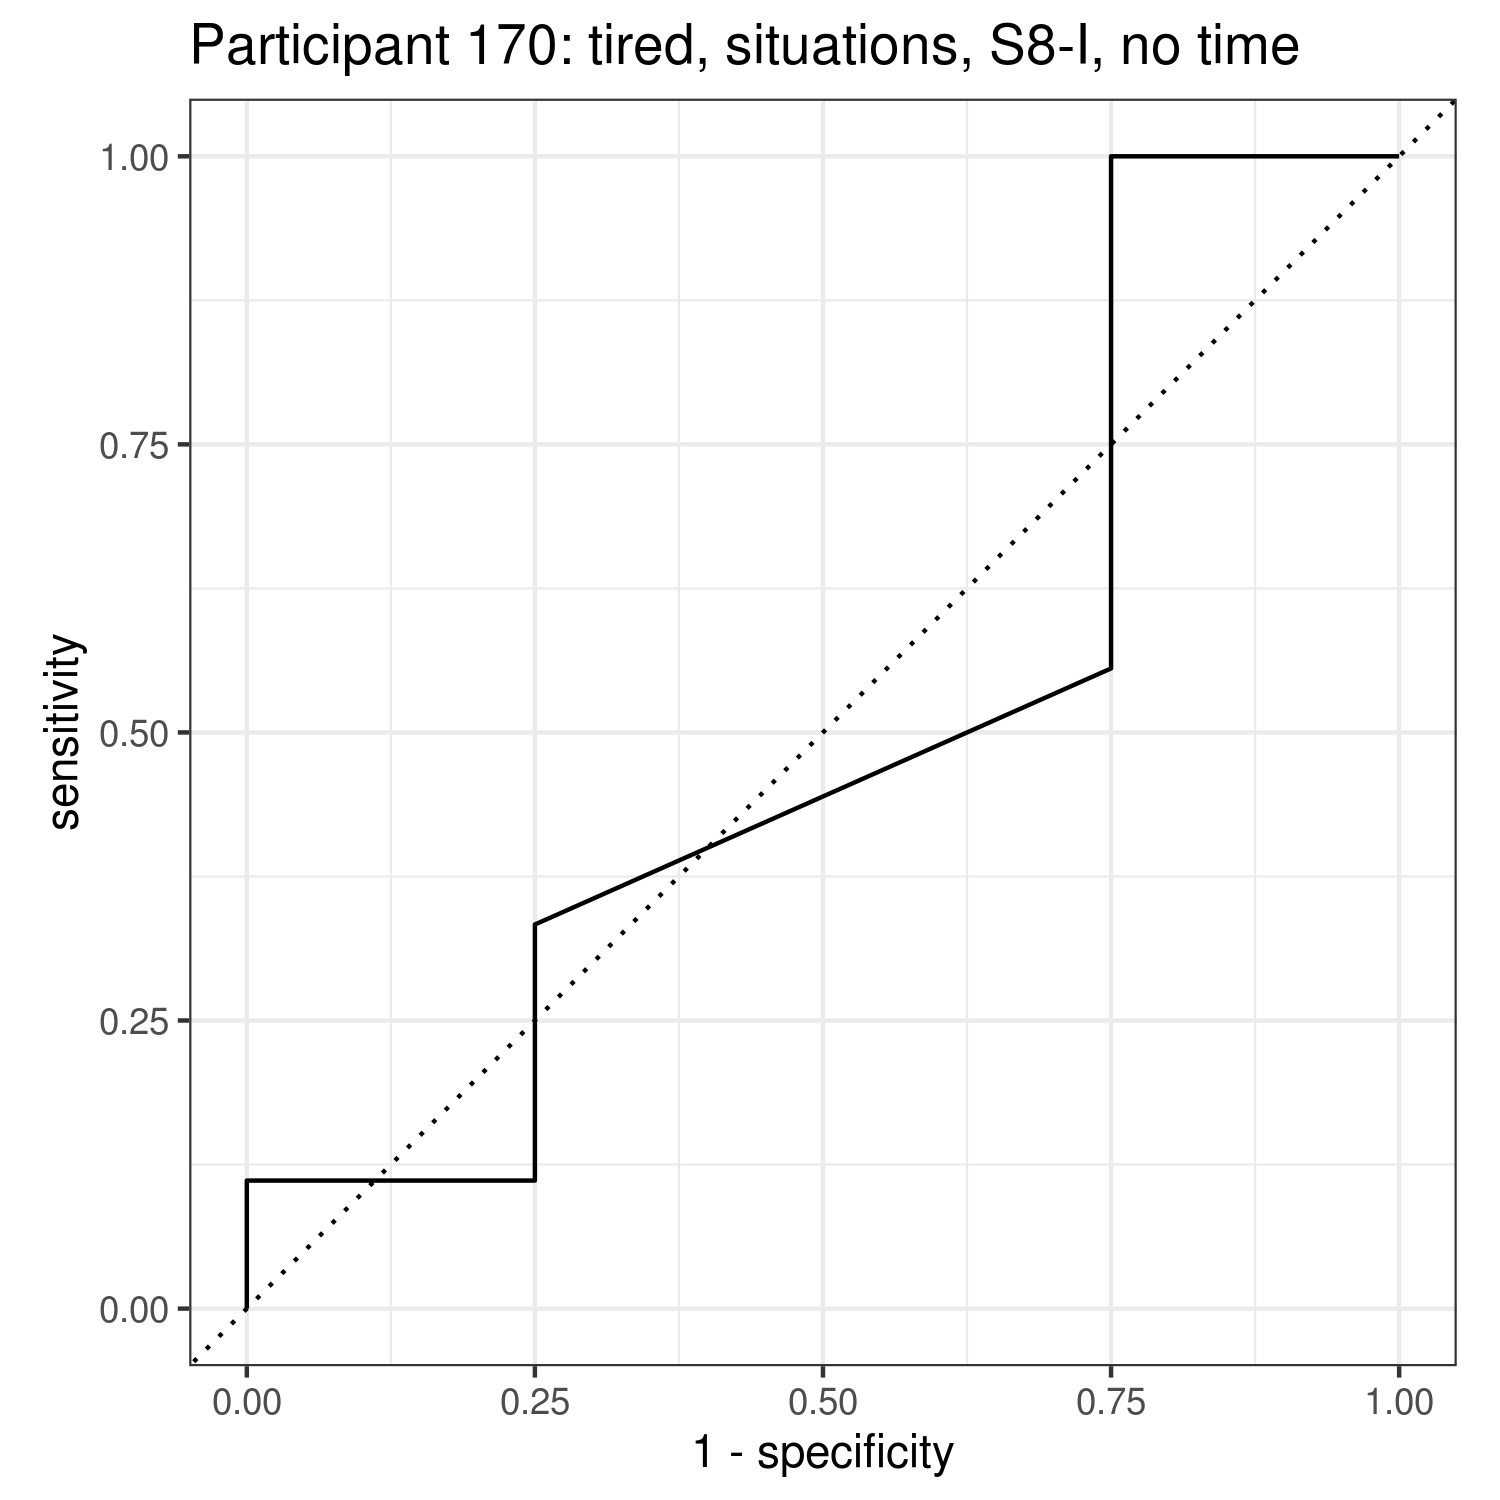 Participant 170: tired, situations, S8-I, no time
1.00
0.75
0.50
0.25
0.00
sensitivity
0.00 0.25 0.50 0.75 1.00
1 - specificity